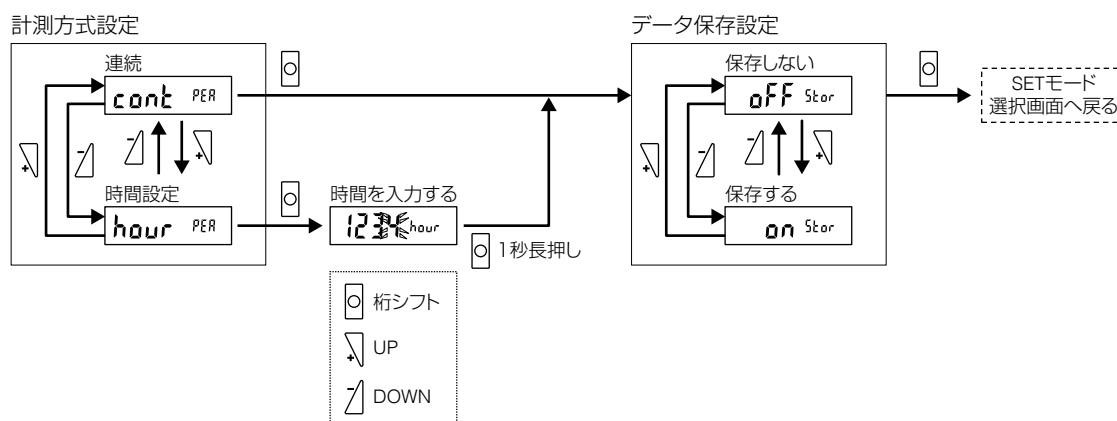 計測方式設定
連続
cont PER
時間設定
hour PER
時間を入力する
1234 hour
1秒長押し
桁シフト
UP
DOWN
データ保存設定
保存しない
oFF Stor
保存する
on Stor
SETモード
選択画面へ戻る